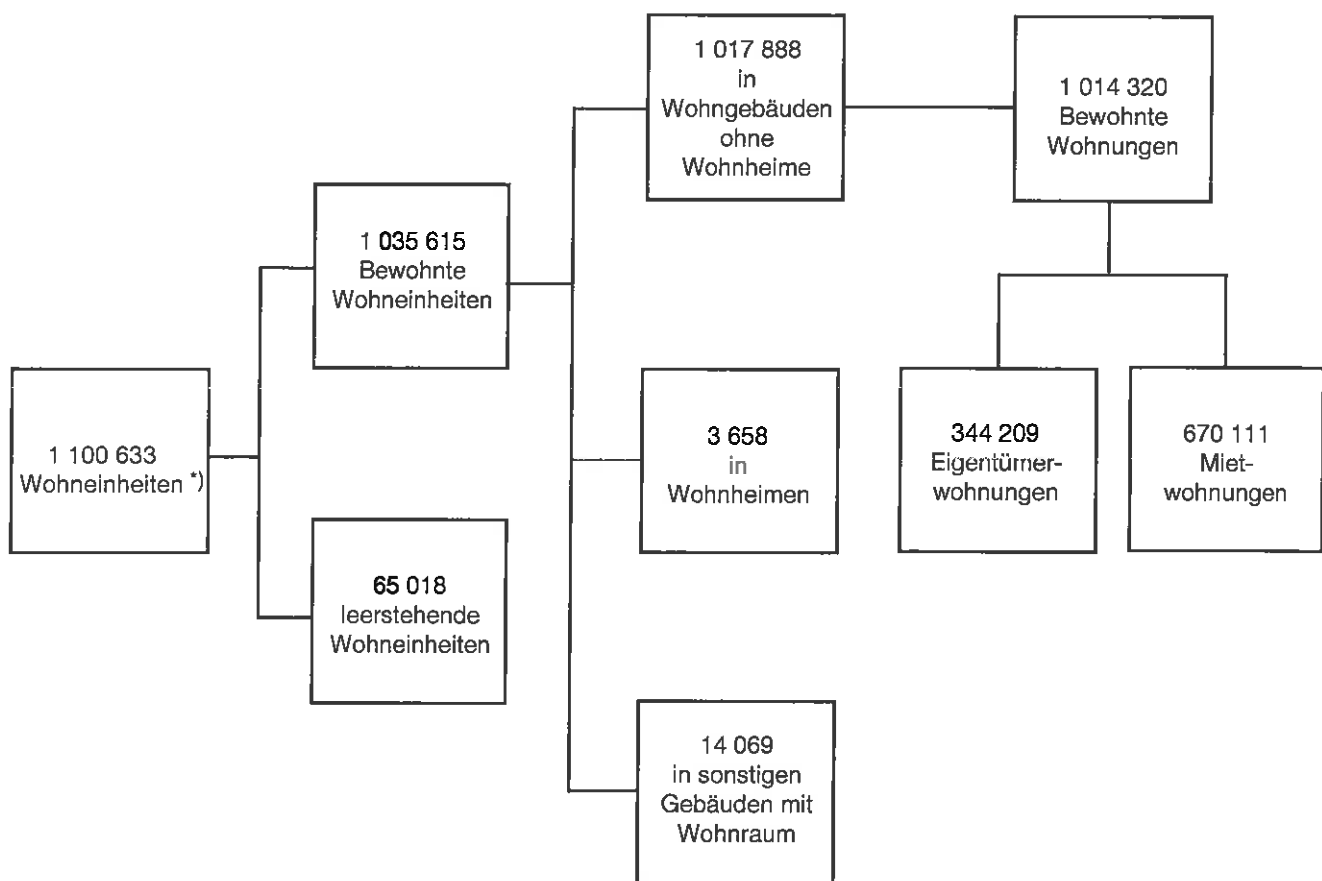 1 017 888
in
Wohngebäuden
ohne
Wohnheime
1 014 320
Bewohnte
Wohnungen
1 035 615
Bewohnte
Wohneinheiten
1 100 633
Wohneinheiten *)
3 658
in
Wohnheimen
344 209
Eigentümer-
wohnungen
670 111
Miet-
wohnungen
65 018
leerstehende
Wohneinheiten
14 069
in sonstigen
Gebäuden mit
Wohnraum